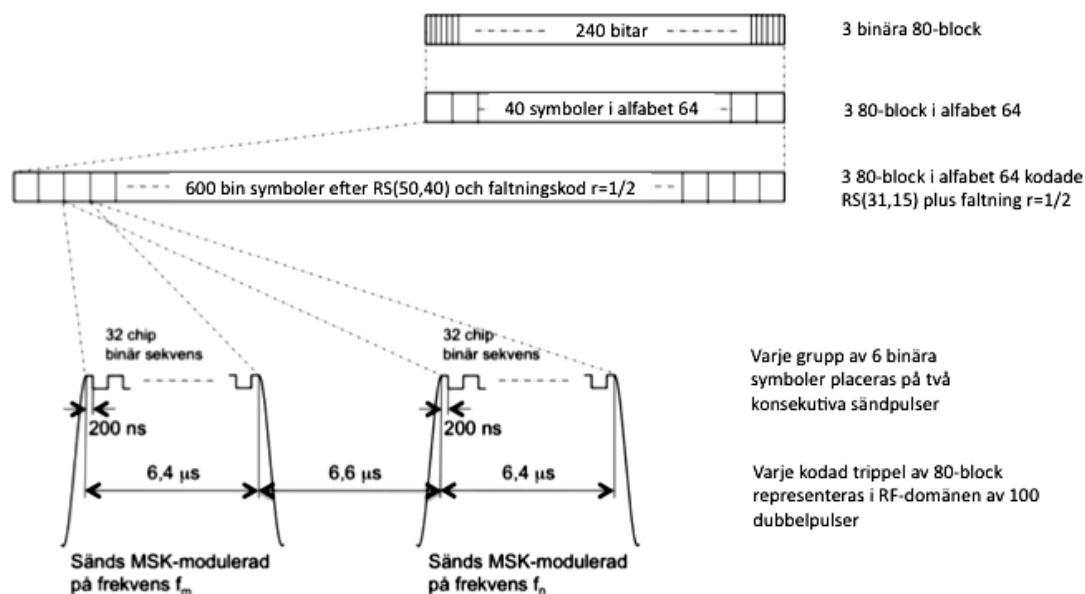 240 bitar
3 binära 80-block
40 symboler i alfabet 64
3 80-block i alfabet 64
600 bin symboler efter RS(50,40) och faltningskod r=1/2
3 80-block i alfabet 64 kodade
RS(31,15) plus faltning r=1/2
32 chip
binär sekvens
32 chip
binär sekvens
200 ns
200 ns
6,4 µs
6,6 µs
6,4 µs
Varje grupp av 6 binära
symboler placeras på två
konsekutiva sändpulser
Varje kodad trippel av 80-block
representeras i RF-domänen av 100
dubbelpulser
Sänds MSK-modulerad
på frekvens fm
Sänds MSK-modulerad
på frekvens fn